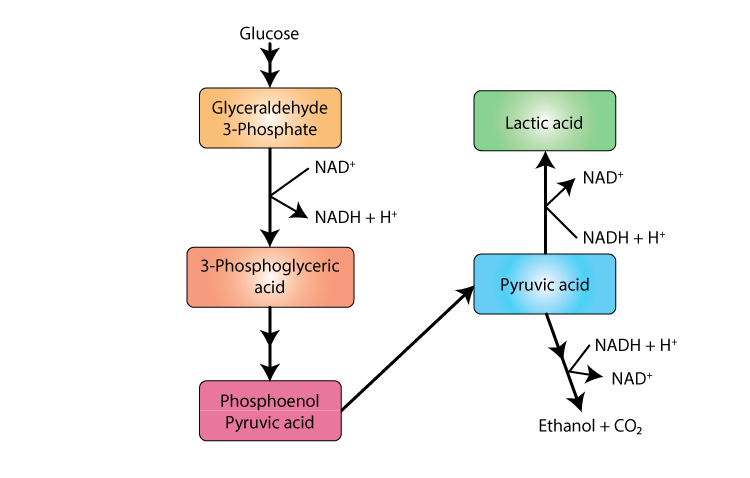 Glucose
Glyceraldehyde
3-Phosphate
NAD⁺
NADH + H⁺
3-Phosphoglyceric
acid
Phosphoenol
Pyruvic acid
Lactic acid
NAD⁺
NADH + H⁺
Pyruvic acid
NADH + H⁺
NAD⁺
Ethanol + CO₂